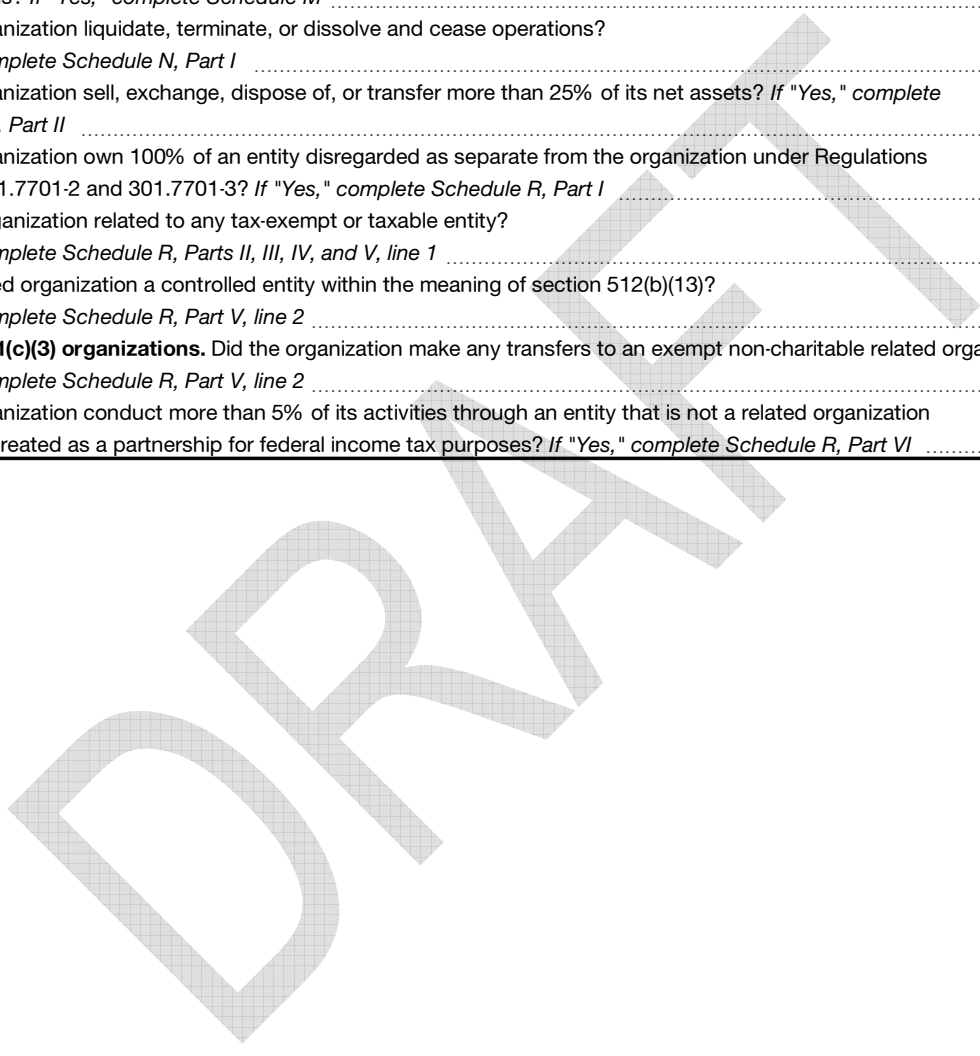 s? If "Yes," complete Schedule M
anization liquidate, terminate, or dissolve and cease operations?
mplete Schedule N, Part I
anization sell, exchange, dispose of, or transfer more than 25% of its net assets? If "Yes," complete
, Part II
anization own 100% of an entity disregarded as separate from the organization under Regulations
1.7701-2 and 301.7701-3? If "Yes," complete Schedule R, Part I
ganization related to any tax-exempt or taxable entity?
mplete Schedule R, Parts II, III, IV, and V, line 1
ed organization a controlled entity within the meaning of section 512(b)(13)?
mplete Schedule R, Part V, line 2
1(c)(3) organizations. Did the organization make any transfers to an exempt non-charitable related orga
mplete Schedule R, Part V, line 2
anization conduct more than 5% of its activities through an entity that is not a related organization
reated as a partnership for federal income tax purposes? If "Yes," complete Schedule R, Part VI
DRAFT